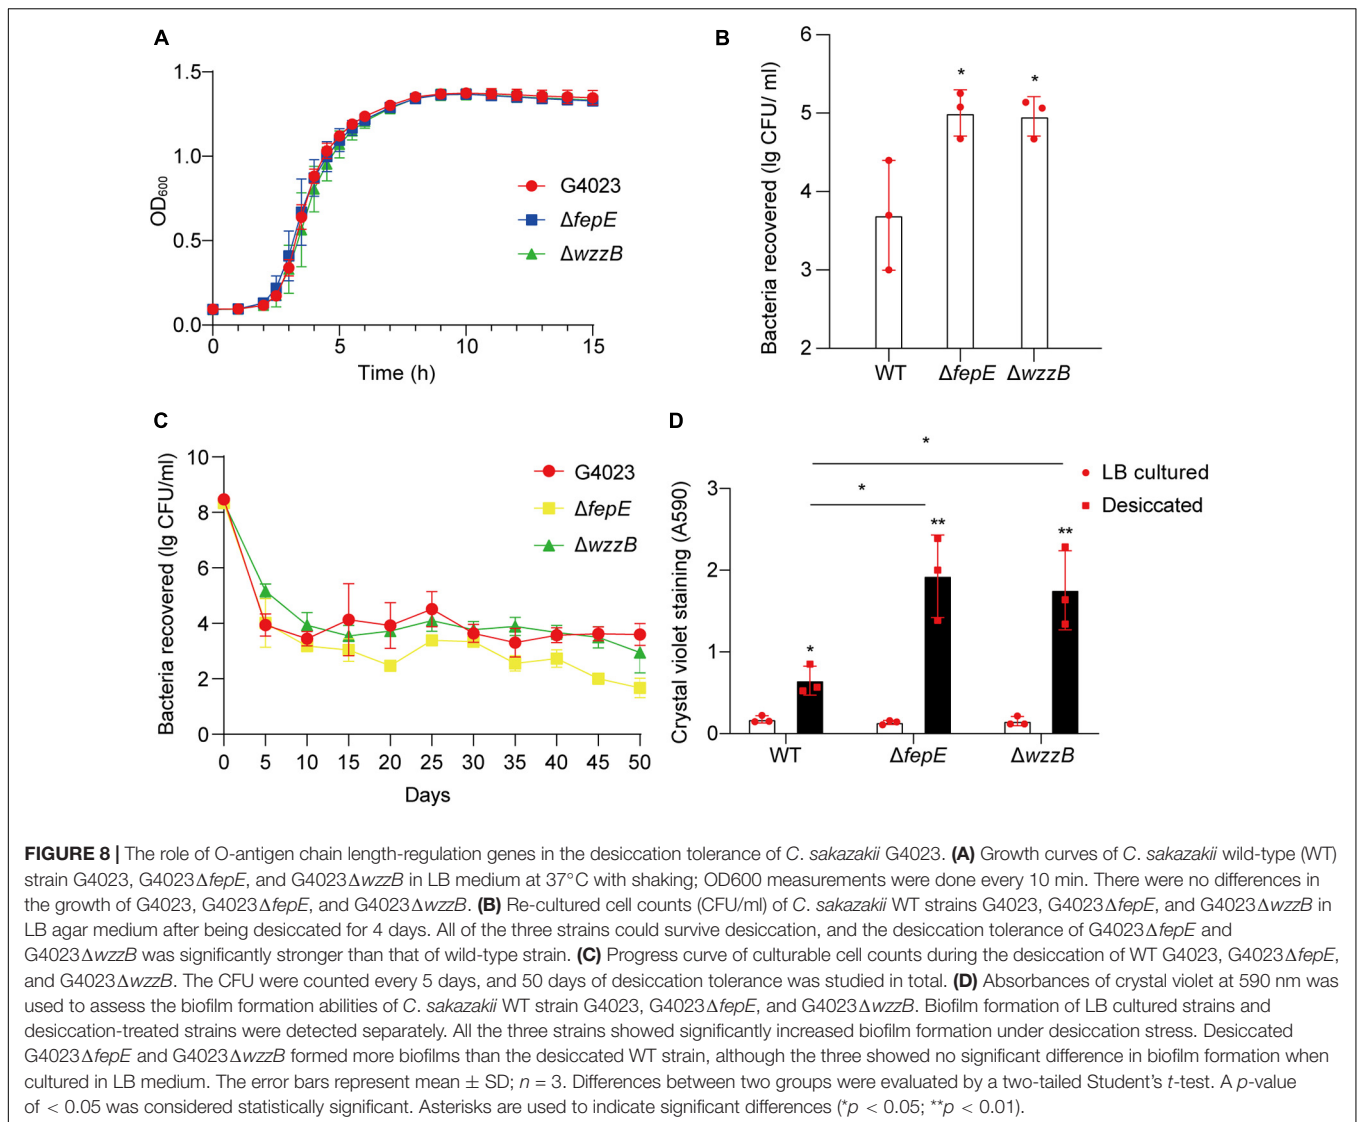 A
1.5
1.0
0.5
0.0
OD600
0
5
10
15
Time (h)
G4023
ΔfepE
ΔwzzB
B
6
5
4
3
2
Bacteria recovered (lg CFU/ ml)
*
*
WT
ΔfepE
ΔwzzB
C
10
8
6
4
2
0
Bacteria recovered (lg CFU/ml)
0 5 10 15 20 25 30 35 40 45 50
Days
G4023
ΔfepE
ΔwzzB
D
3
2
1
0
Crystal violet staining (A590)
*
*
*
**
**
LB cultured
Desiccated
WT
ΔfepE
ΔwzzB
FIGURE 8 | The role of O-antigen chain length-regulation genes in the desiccation tolerance of C. sakazakii G4023. (A) Growth curves of C. sakazakii wild-type (WT)
strain G4023, G4023ΔfepE, and G4023ΔwzzB in LB medium at 37°C with shaking; OD600 measurements were done every 10 min. There were no differences in
the growth of G4023, G4023ΔfepE, and G4023ΔwzzB. (B) Re-cultured cell counts (CFU/ml) of C. sakazakii WT strains G4023, G4023ΔfepE, and G4023ΔwzzB in
LB agar medium after being desiccated for 4 days. All of the three strains could survive desiccation, and the desiccation tolerance of G4023ΔfepE and
G4023ΔwzzB was significantly stronger than that of wild-type strain. (C) Progress curve of culturable cell counts during the desiccation of WT G4023, G4023ΔfepE,
and G4023ΔwzzB. The CFU were counted every 5 days, and 50 days of desiccation tolerance was studied in total. (D) Absorbances of crystal violet at 590 nm was
used to assess the biofilm formation abilities of C. sakazakii WT strain G4023, G4023ΔfepE, and G4023ΔwzzB. Biofilm formation of LB cultured strains and
desiccation-treated strains were detected separately. All the three strains showed significantly increased biofilm formation under desiccation stress. Desiccated
G4023ΔfepE and G4023ΔwzzB formed more biofilms than the desiccated WT strain, although the three showed no significant difference in biofilm formation when
cultured in LB medium. The error bars represent mean ± SD; n = 3. Differences between two groups were evaluated by a two-tailed Student's t-test. A p-value
of < 0.05 was considered statistically significant. Asterisks are used to indicate significant differences (*p < 0.05; **p < 0.01).